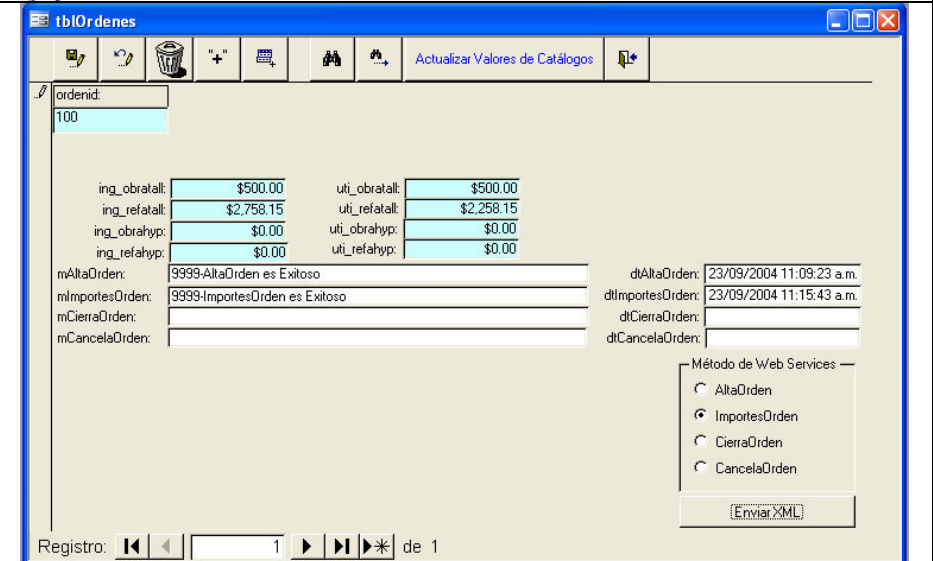 tblOrdenes
"+"
Actualizar Valores de Catálogos
ordenid:
100
ing_obratall: $500.00 uti_obratall: $500.00
ing_refatall: $2,758.15 uti_refatall: $2,258.15
ing_obrahyp: $0.00 uti_obrahyp: $0.00
ing_refahyp: $0.00 uti_refahyp: $0.00
mAltaOrden: 9999-AltaOrden es Exitoso dtAltaOrden: 23/09/2004 11:09:23 a.m.
mImportesOrden: 9999-ImportesOrden es Exitoso dtImportesOrden: 23/09/2004 11:15:43 a.m.
mCierraOrden: dtCierraOrden:
mCancelaOrden: dtCancelaOrden:
Método de Web Services
AltaOrden
ImportesOrden
CierraOrden
CancelaOrden
Enviar XML
Registro: 1 de 1